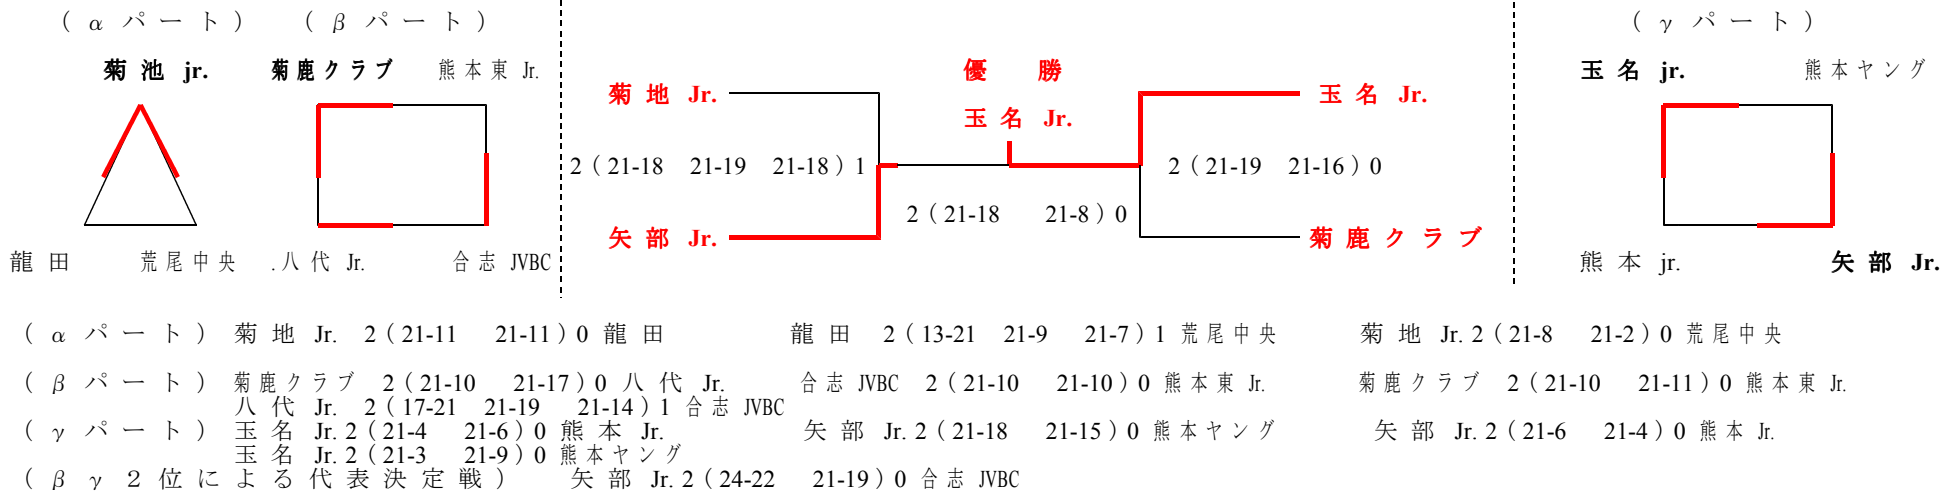 （αパート） （βパート） （γパート）
菊池 jr. 菊鹿クラブ 熊本東 Jr. 優 勝 玉名 jr. 熊本ヤング
菊地 Jr. 玉名 Jr. 玉名 Jr.
2（21-18 21-19 21-18）1 2（21-19 21-16）0
2（21-18 21-8）0
矢部 Jr. 菊鹿クラブ
龍田 荒尾中央 .八代 Jr. 合志 JVBC 熊本 jr. 矢部 Jr.
（αパート）菊地 Jr. 2（21-11 21-11）0 龍田 龍田 2（13-21 21-9 21-7）1 荒尾中央 菊地 Jr. 2（21-8 21-2）0 荒尾中央
（βパート）菊鹿クラブ 2（21-10 21-17）0 八代 Jr. 合志 JVBC 2（21-10 21-10）0 熊本東 Jr. 菊鹿クラブ 2（21-10 21-11）0 熊本東 Jr.
八代 Jr. 2（17-21 21-19 21-14）1 合志 JVBC
（γパート）玉名 Jr. 2（21-4 21-6）0 熊本 Jr. 矢部 Jr. 2（21-18 21-15）0 熊本ヤング 矢部 Jr. 2（21-6 21-4）0 熊本 Jr.
玉名 Jr. 2（21-3 21-9）0 熊本ヤング
（βγ２位による代表決定戦） 矢部 Jr. 2（24-22 21-19）0 合志 JVBC